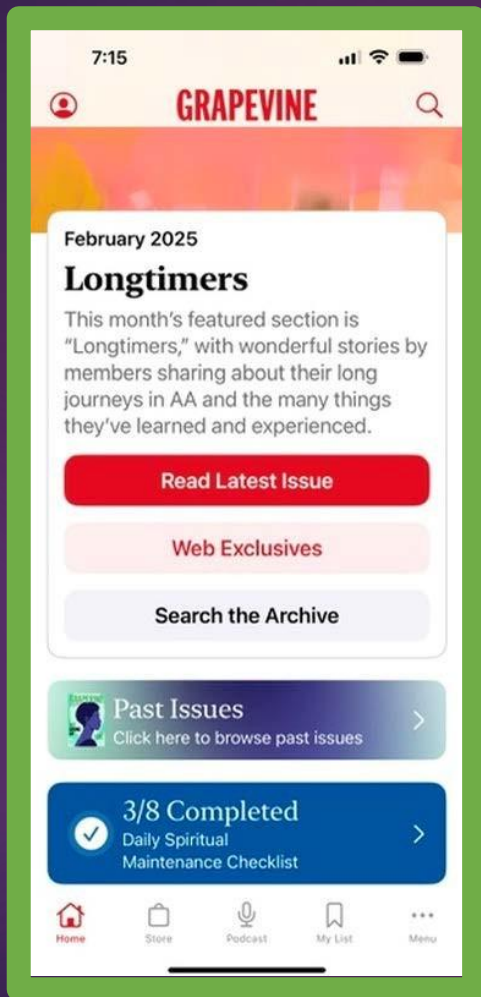 7:15
GRAPEVINE
February 2025
Longtimers
This month's featured section is
"Longtimers," with wonderful stories by
members sharing about their long
journeys in AA and the many things
they've learned and experienced.
Read Latest Issue
Web Exclusives
Search the Archive
GRAPEVINE
Past Issues
Click here to browse past issues
3/8 Completed
Daily Spiritual
Maintenance Checklist
Home
Store
Podcast
My List
Menu